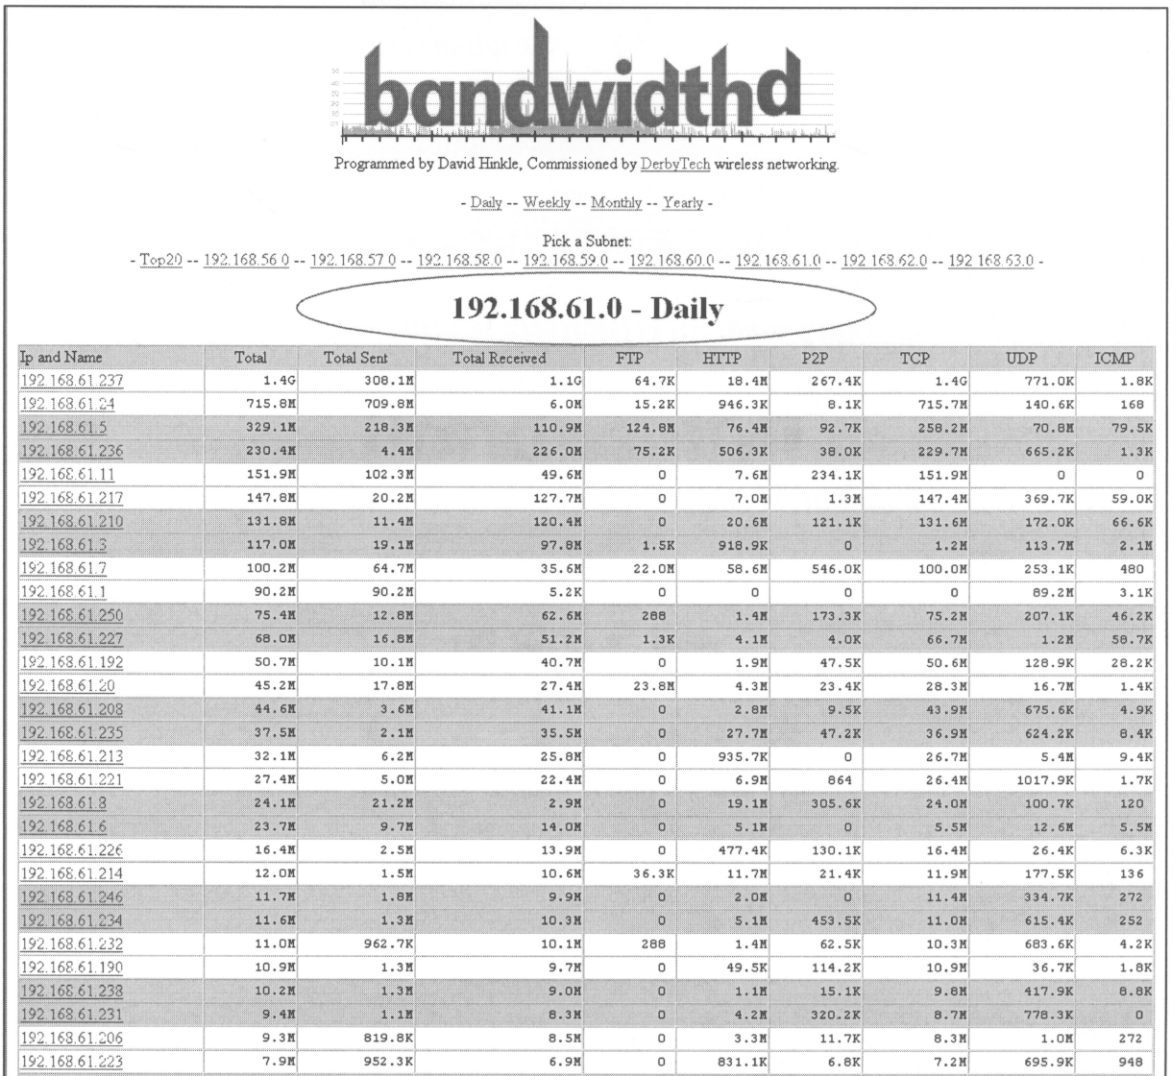 bandwidthd
Programmed by David Hinkle, Commissioned by DerbyTech wireless networking.
- Daily -- Weekly -- Monthly -- Yearly -
Pick a Subnet:
- Top20 -- 192.168.56.0 -- 192.168.57.0 -- 192.168.58.0 -- 192.168.59.0 -- 192.168.60.0 -- 192.168.61.0 -- 192.168.62.0 -- 192.168.63.0 -
192.168.61.0 - Daily
Ip and Name Total Total Sent Total Received FTP HTTP P2P TCP UDP ICMP
192.168.61.237 1.4G 308.1M 1.1G 64.7K 18.4M 267.4K 1.4G 771.0K 1.8K
192.168.61.24 715.8M 709.8M 6.0M 15.2K 946.3K 8.1K 715.7M 140.6K 168
192.168.61.5 329.1M 218.3M 110.9M 124.8M 76.4M 92.7K 258.2M 70.8M 79.5K
192.168.61.236 230.4M 4.4M 226.0M 75.2K 506.3K 38.0K 229.7M 665.2K 1.3K
192.168.61.11 151.9M 102.3M 49.6M 0 7.6M 234.1K 151.9M 0 0
192.168.61.217 147.8M 20.2M 127.7M 0 7.0M 1.3M 147.4M 369.7K 59.0K
192.168.61.210 131.8M 11.4M 120.4M 0 20.6M 121.1K 131.6M 172.0K 66.6K
192.168.61.3 117.0M 19.1M 97.8M 1.5K 918.9K 0 1.2M 113.7M 2.1M
192.168.61.7 100.2M 64.7M 35.6M 22.0M 58.6M 546.0K 100.0M 253.1K 480
192.168.61.1 90.2M 90.2M 5.2K 0 0 0 0 89.2M 3.1K
192.168.61.250 75.4M 12.8M 62.6M 288 1.4M 173.3K 75.2M 207.1K 46.2K
192.168.61.227 68.0M 16.8M 51.2M 1.3K 4.1M 4.0K 66.7M 1.2M 58.7K
192.168.61.192 50.7M 10.1M 40.7M 0 1.9M 47.5K 50.6M 128.9K 28.2K
192.168.61.20 45.2M 17.8M 27.4M 23.8M 4.3M 23.4K 28.3M 16.7M 1.4K
192.168.61.208 44.6M 3.6M 41.1M 0 2.8M 9.5K 43.9M 675.6K 4.9K
192.168.61.235 37.5M 2.1M 35.5M 0 27.7M 47.2K 36.9M 624.2K 8.4K
192.168.61.213 32.1M 6.2M 25.8M 0 935.7K 0 26.7M 5.4M 9.4K
192.168.61.221 27.4M 5.0M 22.4M 0 6.9M 864 26.4M 1017.9K 1.7K
192.168.61.8 24.1M 21.2M 2.9M 0 19.1M 305.6K 24.0M 100.7K 120
192.168.61.6 23.7M 9.7M 14.0M 0 5.1M 0 5.5M 12.6M 5.5M
192.168.61.226 16.4M 2.5M 13.9M 0 477.4K 130.1K 16.4M 26.4K 6.3K
192.168.61.214 12.0M 1.5M 10.6M 36.3K 11.7M 21.4K 11.9M 177.5K 136
192.168.61.246 11.7M 1.8M 9.9M 0 2.0M 0 11.4M 334.7K 272
192.168.61.234 11.6M 1.3M 10.3M 0 5.1M 453.5K 11.0M 615.4K 252
192.168.61.232 11.0M 962.7K 10.1M 288 1.4M 62.5K 10.3M 683.6K 4.2K
192.168.61.190 10.9M 1.3M 9.7M 0 49.5K 114.2K 10.9M 36.7K 1.8K
192.168.61.238 10.2M 1.3M 9.0M 0 1.1M 15.1K 9.8M 417.9K 8.8K
192.168.61.231 9.4M 1.1M 8.3M 0 4.2M 320.2K 8.7M 778.3K 0
192.168.61.206 9.3M 819.8K 8.5M 0 3.3M 11.7K 8.3M 1.0M 272
192.168.61.223 7.9M 952.3K 6.9M 0 831.1K 6.8K 7.2M 695.9K 948